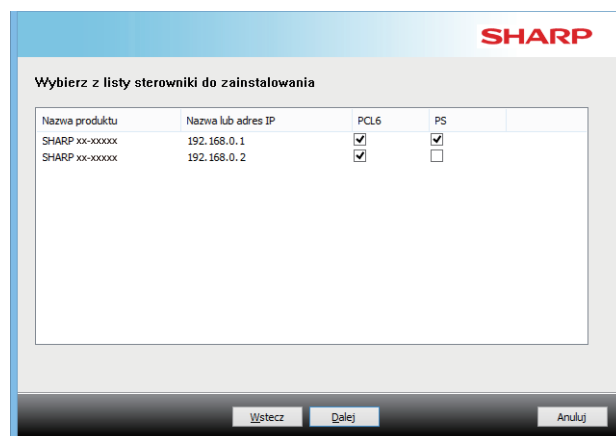 SHARP
Wybierz z listy sterowniki do zainstalowania
Nazwa produktu Nazwa lub adres IP PCL6 PS
SHARP xx-xxxxx 192.168.0.1
SHARP xx-xxxxx 192.168.0.2
Wstecz Dalej Anuluj